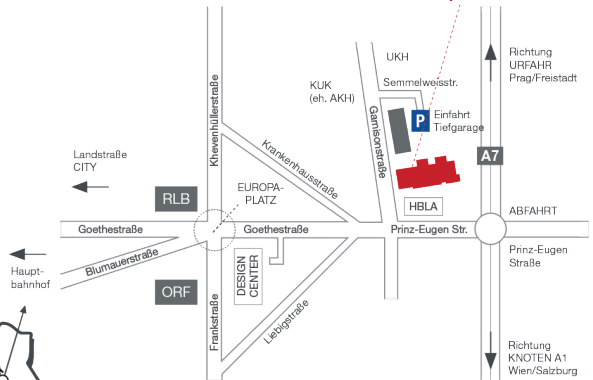 UKH
Richtung
URFAHR
Prag/Freistadt
Semmelweisstr.
KUK
(eh. AKH)
Khevenhüllerstraße
Garnisonstraße
P
Einfahrt
Tiefgarage
Krankenhausstraße
Landstraße
CITY
A7
RLB
EUROPA-
PLATZ
HBLA
ABFAHRT
Goethestraße
Goethestraße
Prinz-Eugen Str.
Prinz-Eugen
Straße
Blumauerstraße
Haupt-
bahnhof
DESIGN
CENTER
ORF
Frankstraße
Liebigstraße
Richtung
KNOTEN A1
Wien/Salzburg